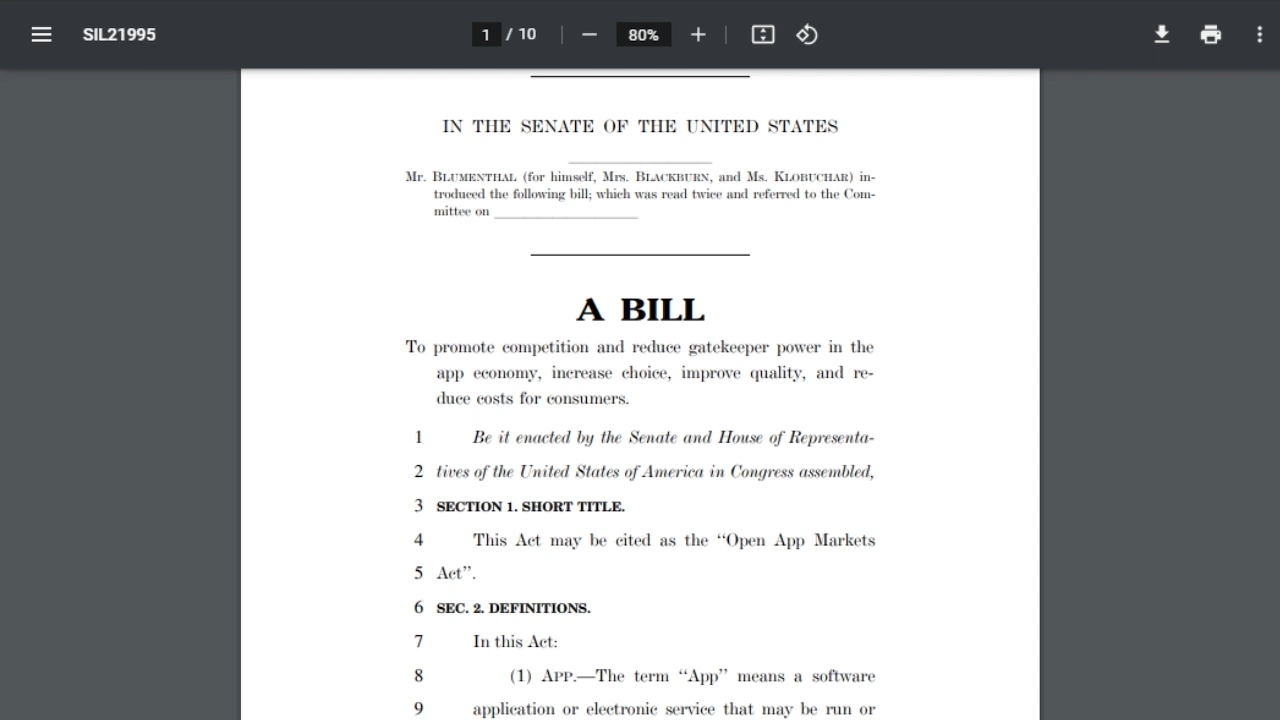 SIL21995
1 / 10
80%
IN THE SENATE OF THE UNITED STATES
Mr. BLUMENTHAL (for himself, Mrs. BLACKBURN, and Ms. KLOBUCHAR) in-
troduced the following bill; which was read twice and referred to the Com-
mittee on
A BILL
To promote competition and reduce gatekeeper power in the
app economy, increase choice, improve quality, and re-
duce costs for consumers.
1 Be it enacted by the Senate and House of Representa-
2 tives of the United States of America in Congress assembled,
3 SECTION 1. SHORT TITLE.
4 This Act may be cited as the ‘‘Open App Markets
5 Act’’.
6 SEC. 2. DEFINITIONS.
7 In this Act:
8 (1) APP.—The term ‘‘App’’ means a software
9 application or electronic service that may be run or